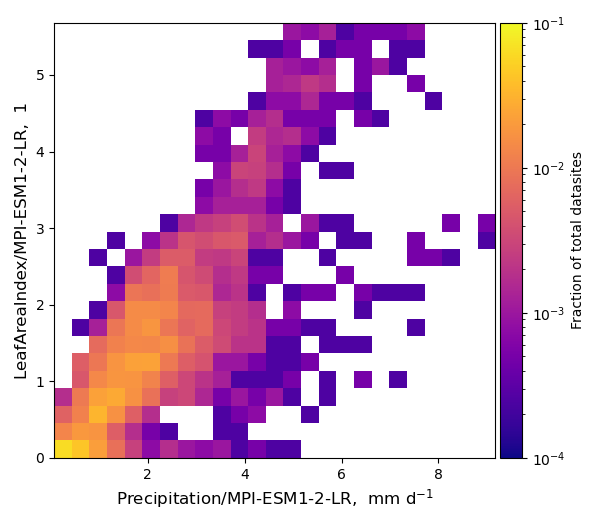 LeafAreaIndex/MPI-ESM1-2-LR, 1
5
4
3
2
1
0
2 4 6 8
Precipitation/MPI-ESM1-2-LR, mm d⁻¹
10⁻¹
10⁻²
10⁻³
10⁻⁴
Fraction of total datasites